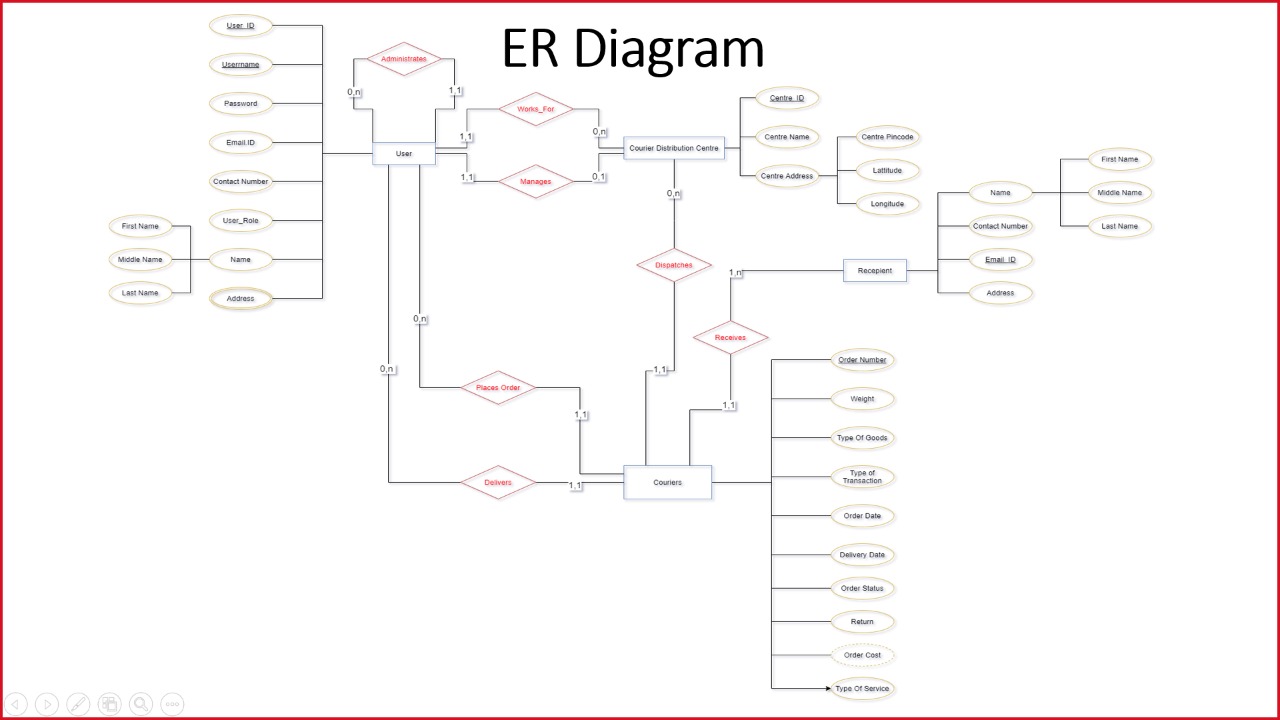 ER Diagram
User_ID
Userrname
Password
Email.ID
Contact Number
User_Role
Name
Address
First Name
Middle Name
Last Name
Administrates
0,n
1,1
User
Works_For
1,1
0,n
Manages
1,1
0,1
Courier Distribution Centre
Centre_ID
Centre Name
Centre Address
Centre Pincode
Lattitude
Longitude
0,n
Dispatches
1,1
1,n
Receives
1,1
Recepient
Name
Contact Number
Email_ID
Address
First Name
Middle Name
Last Name
0,n
Places Order
1,1
0,n
Delivers
1,1
Couriers
Order Number
Weight
Type Of Goods
Type of
Transaction
Order Date
Delivery Date
Order Status
Return
Order Cost
Type Of Service